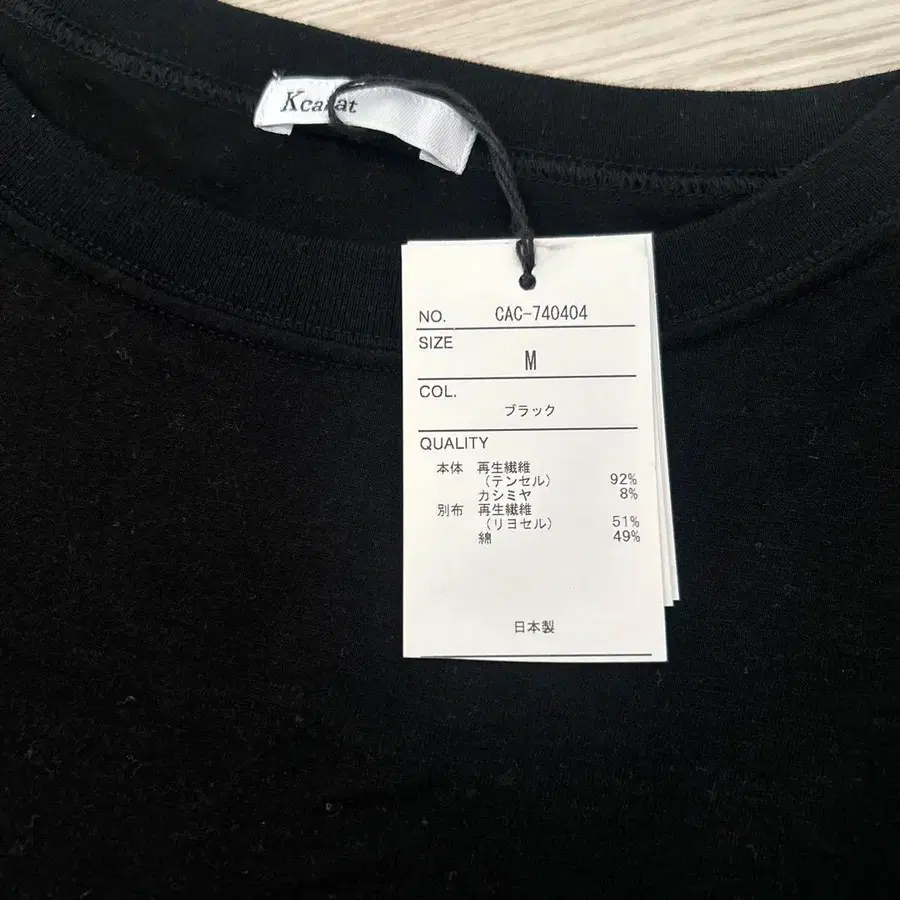 NO. CAC-740404
SIZE
M
COL.
ブラック
QUALITY
本体 再生繊維
(テンセル) 92%
カシミヤ 8%
別布 再生繊維
(リヨセル) 51%
綿 49%
日本製